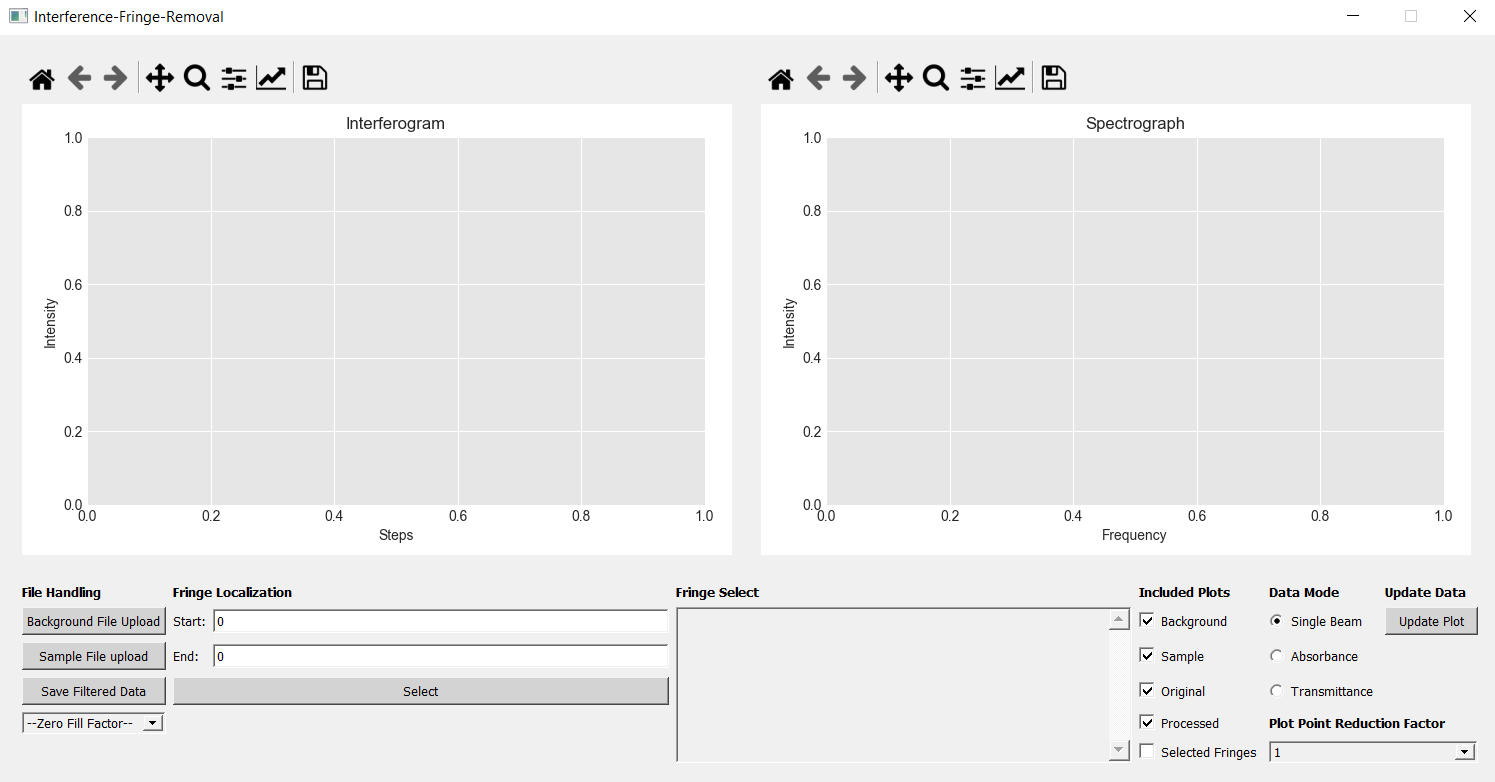 Interference-Fringe-Removal
Interferogram
1.0
0.8
0.6
0.4
0.2
0.0
Intensity
0.0 0.2 0.4 0.6 0.8 1.0
Steps
Spectrograph
1.0
0.8
0.6
0.4
0.2
0.0
Intensity
0.0 0.2 0.4 0.6 0.8 1.0
Frequency
File Handling
Background File Upload
Sample File upload
Save Filtered Data
--Zero Fill Factor--
Fringe Localization
Start: 0
End: 0
Select
Fringe Select
Included Plots
Background
Sample
Original
Processed
Selected Fringes
Data Mode
Single Beam
Absorbance
Transmittance
Plot Point Reduction Factor
1
Update Data
Update Plot